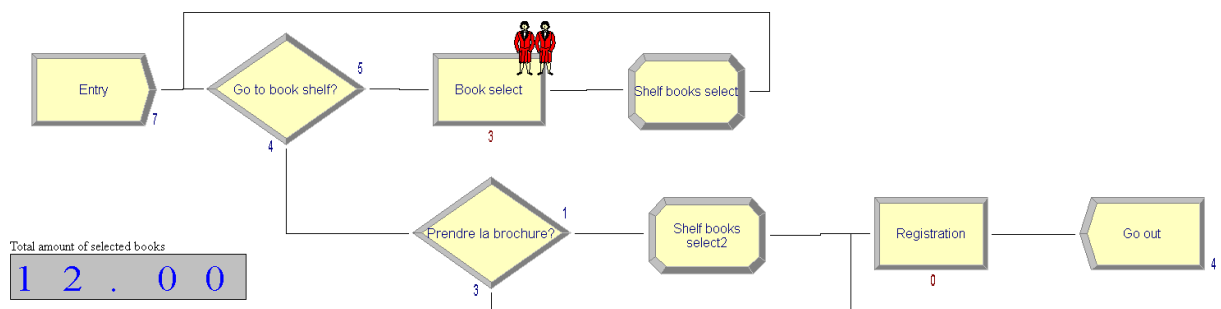 5
Entry
Go to book shelf?
Book select
Shelf books select
7
4
3
1
Prendre la brochure?
Shelf books
select2
Registration
Go out
Total amount of selected books
12.00
3
0
4